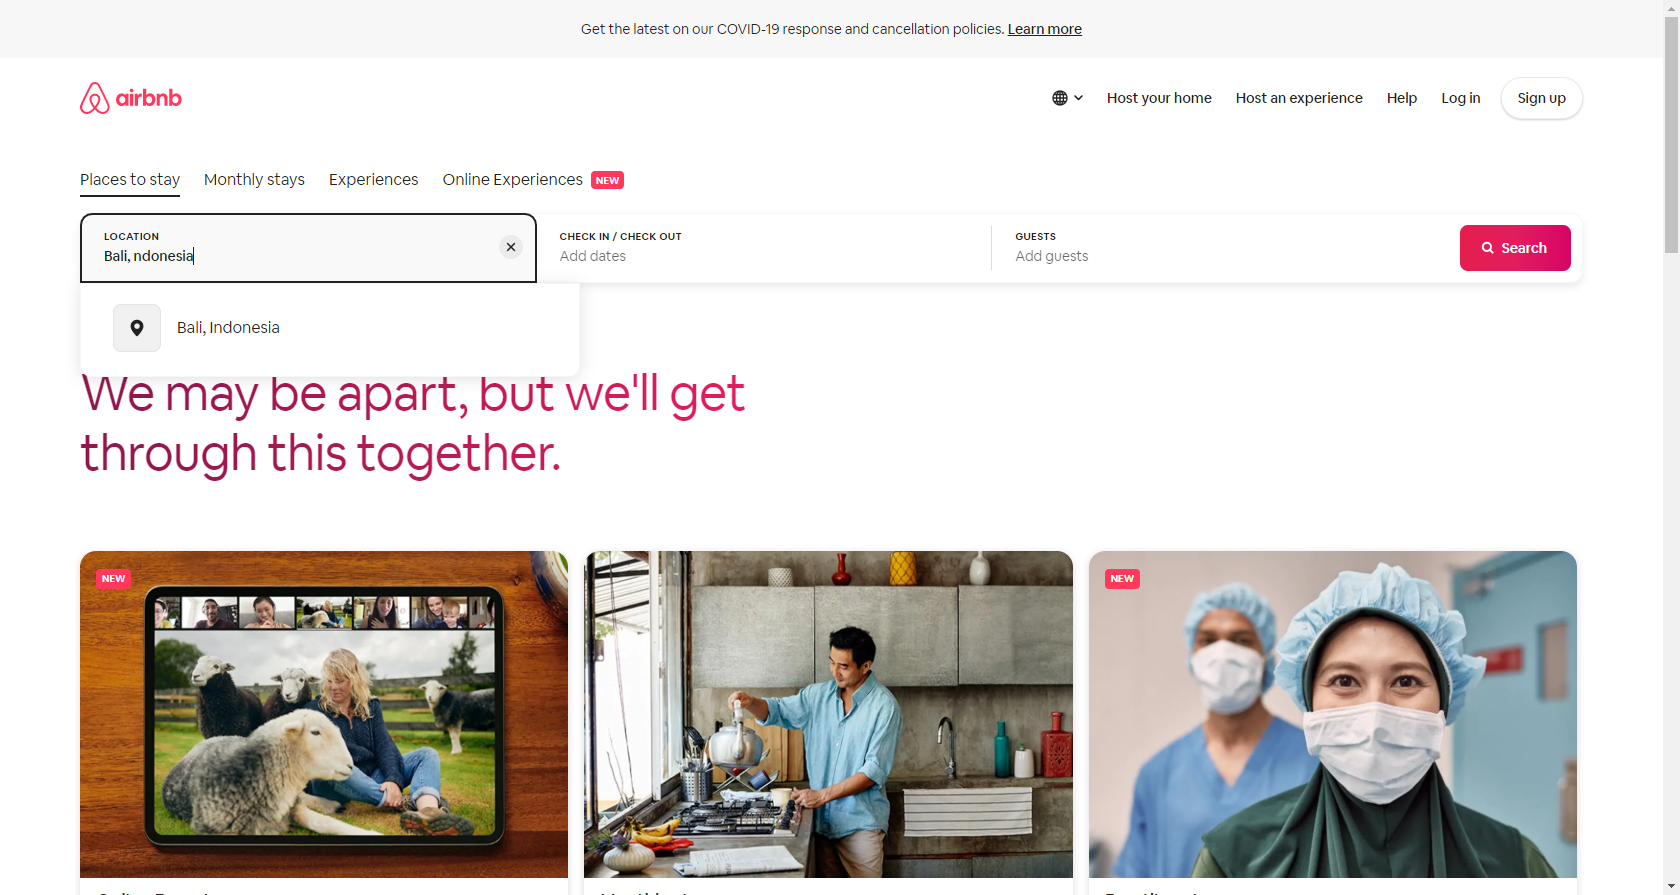 Get the latest on our COVID-19 response and cancellation policies. Learn more
airbnb
Host your home
Host an experience
Help
Log in
Sign up
Places to stay
Monthly stays
Experiences
Online Experiences NEW
LOCATION
Bali, ndonesia
CHECK IN / CHECK OUT
Add dates
GUESTS
Add guests
Search
Bali, Indonesia
We may be apart, but we'll get
through this together.
NEW
NEW